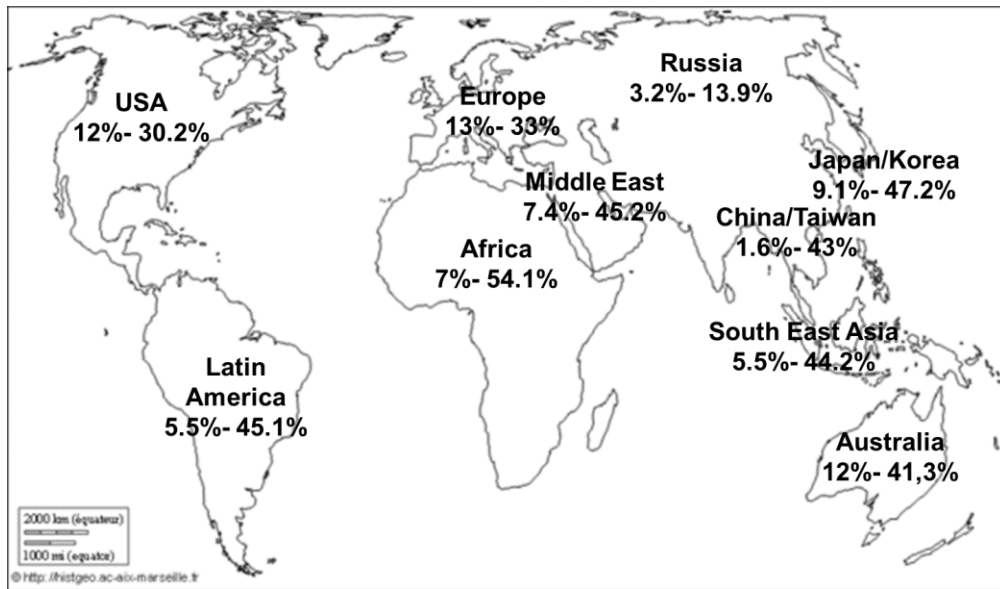 USA
12%- 30.2%
Europe
13%- 33%
Russia
3.2%- 13.9%
Middle East
7.4%- 45.2%
Japan/Korea
9.1%- 47.2%
China/Taiwan
1.6%- 43%
Africa
7%- 54.1%
South East Asia
5.5%- 44.2%
Latin
America
5.5%- 45.1%
Australia
12%- 41,3%
2000 km (équateur)
1000 mi (equator)
© http://histgeo.ac-aix-marseille.fr